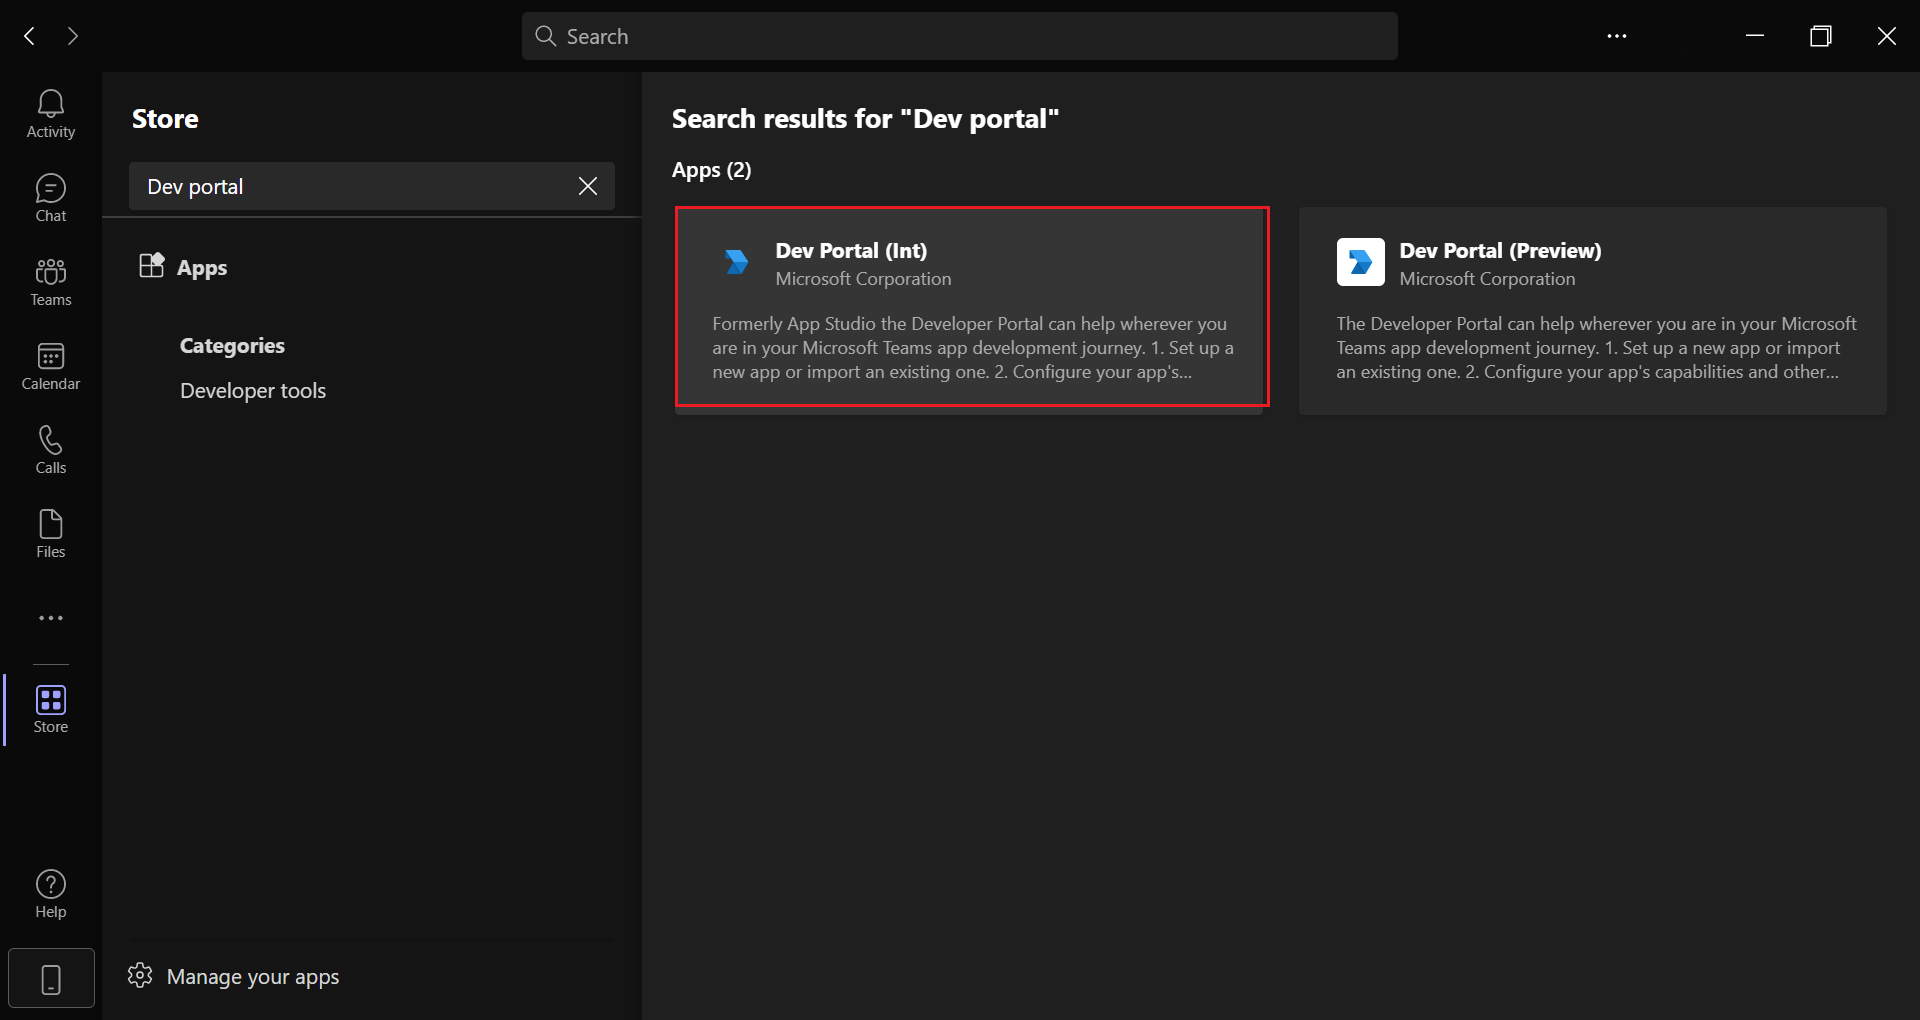 Search
Activity
Chat
Teams
Calendar
Calls
Files
Store
Help
Store
Dev portal
Apps
Categories
Developer tools
Manage your apps
Search results for "Dev portal"
Apps (2)
Dev Portal (Int)
Microsoft Corporation
Formerly App Studio the Developer Portal can help wherever you
are in your Microsoft Teams app development journey. 1. Set up a
new app or import an existing one. 2. Configure your app's...
Dev Portal (Preview)
Microsoft Corporation
The Developer Portal can help wherever you are in your Microsoft
Teams app development journey. 1. Set up a new app or import
an existing one. 2. Configure your app's capabilities and other...